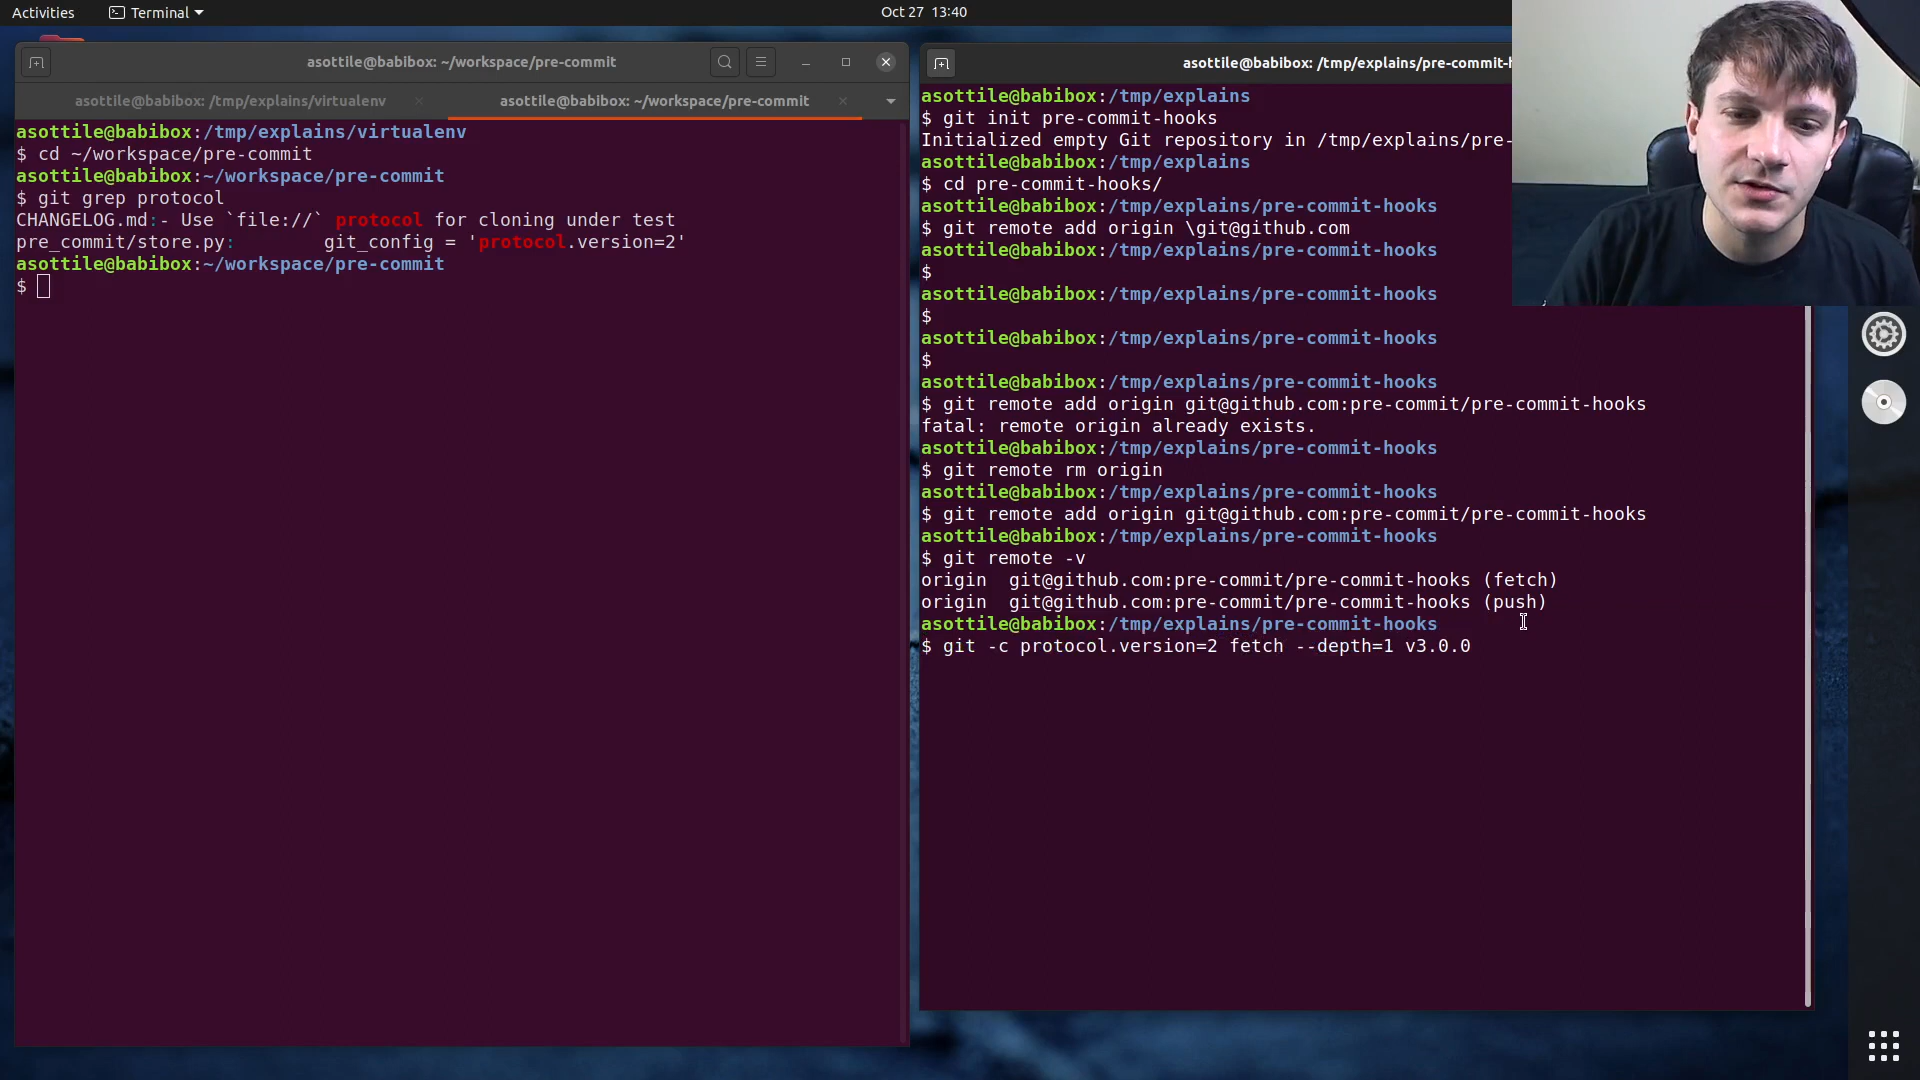 Activities
Terminal
Oct 27 13:40
asottile@babibox: ~/workspace/pre-commit
asottile@babibox: /tmp/explains/virtualenv
asottile@babibox: ~/workspace/pre-commit
asottile@babibox:/tmp/explains/virtualenv
$ cd ~/workspace/pre-commit
asottile@babibox:~/workspace/pre-commit
$ git grep protocol
CHANGELOG.md:- Use `file://` protocol for cloning under test
pre_commit/store.py:        git_config = 'protocol.version=2'
asottile@babibox:~/workspace/pre-commit
$
asottile@babibox: /tmp/explains/pre-commit-h
asottile@babibox:/tmp/explains
$ git init pre-commit-hooks
Initialized empty Git repository in /tmp/explains/pre-
asottile@babibox:/tmp/explains
$ cd pre-commit-hooks/
asottile@babibox:/tmp/explains/pre-commit-hooks
$ git remote add origin \git@github.com
asottile@babibox:/tmp/explains/pre-commit-hooks
$
asottile@babibox:/tmp/explains/pre-commit-hooks
$
asottile@babibox:/tmp/explains/pre-commit-hooks
$
asottile@babibox:/tmp/explains/pre-commit-hooks
$ git remote add origin git@github.com:pre-commit/pre-commit-hooks
fatal: remote origin already exists.
asottile@babibox:/tmp/explains/pre-commit-hooks
$ git remote rm origin
asottile@babibox:/tmp/explains/pre-commit-hooks
$ git remote add origin git@github.com:pre-commit/pre-commit-hooks
asottile@babibox:/tmp/explains/pre-commit-hooks
$ git remote -v
origin  git@github.com:pre-commit/pre-commit-hooks (fetch)
origin  git@github.com:pre-commit/pre-commit-hooks (push)
asottile@babibox:/tmp/explains/pre-commit-hooks
$ git -c protocol.version=2 fetch --depth=1 v3.0.0